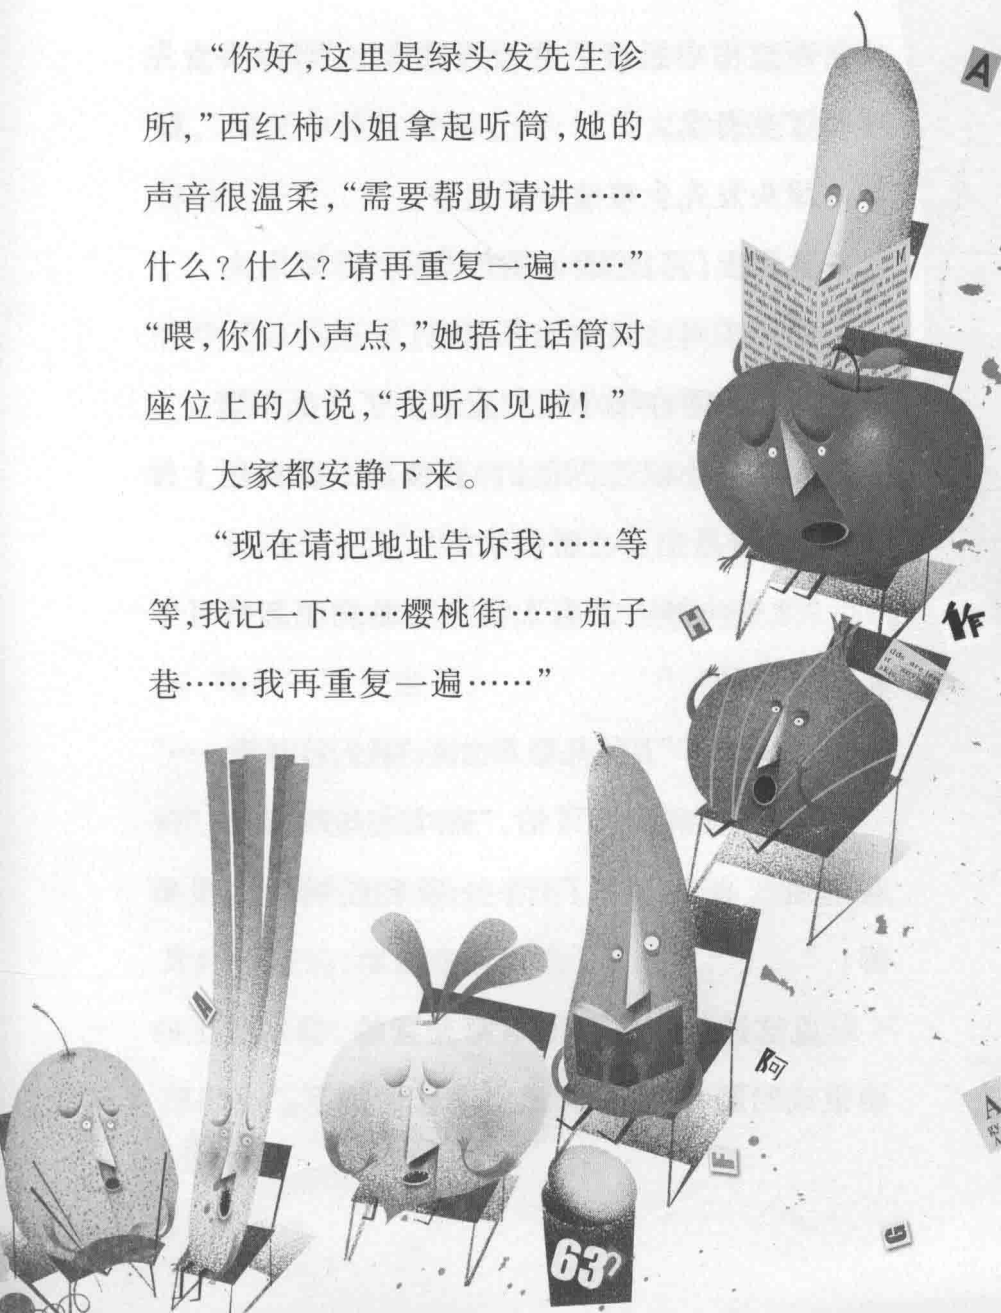 “你好,这里是绿头发先生诊
所,”西红柿小姐拿起听筒,她的
声音很温柔,“需要帮助请讲……
什么?什么? 请再重复一遍……”
“喂,你们小声点,”她捂住话筒对
座位上的人说,“我听不见啦! ”
大家都安静下来。
“现在请把地址告诉我……等
等,我记一下……樱桃街……茄子
巷……我再重复一遍……”
A
M M
H
F
A
阿
A
F
G
63